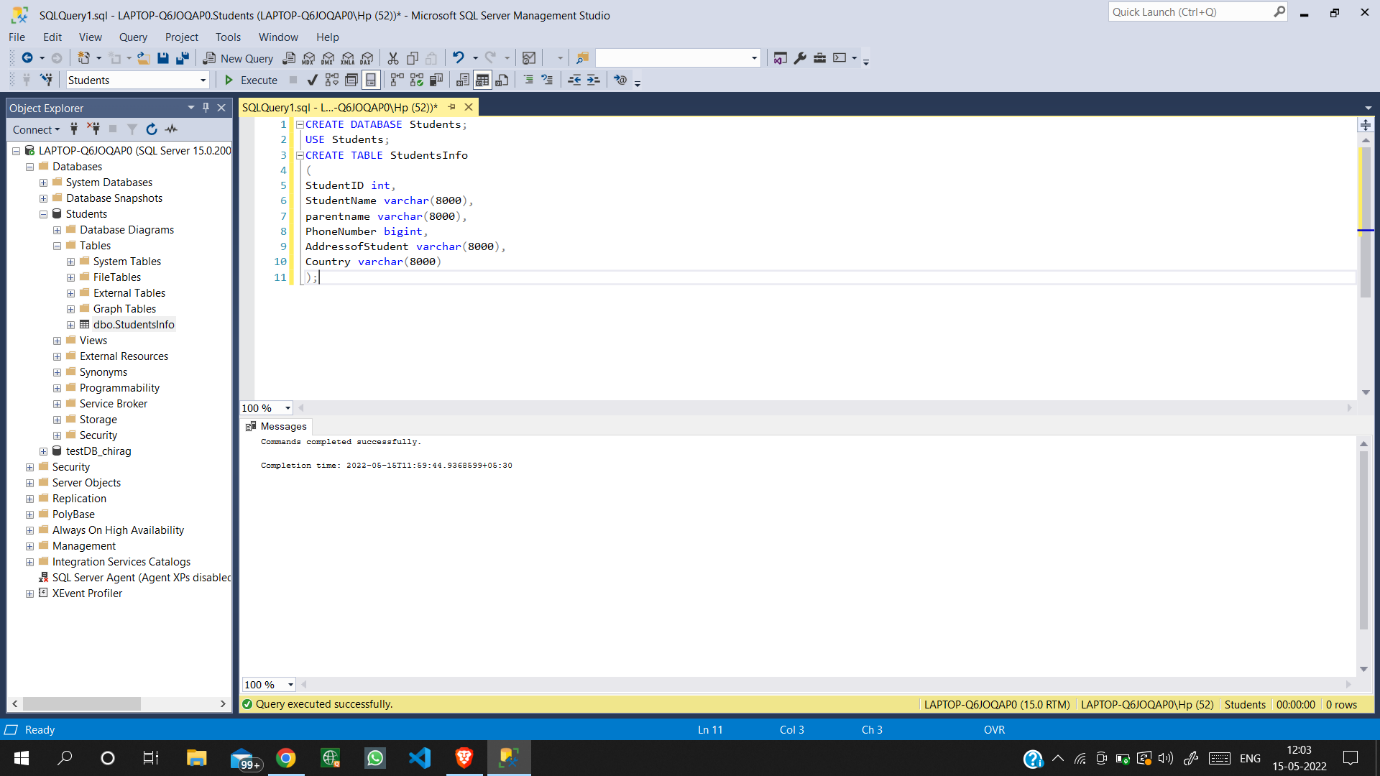 SQLQuery1.sql - LAPTOP-Q6JOQAP0.Students (LAPTOP-Q6JOQAP0\Hp (52))* - Microsoft SQL Server Management Studio
Quick Launch (Ctrl+Q)
File Edit View Query Project Tools Window Help
New Query MDX DMX XMLA DAX
Students Execute
Object Explorer
SQLQuery1.sql - L...-Q6JOQAP0\Hp (52))*
Connect
LAPTOP-Q6JOQAP0 (SQL Server 15.0.200
Databases
System Databases
Database Snapshots
Students
Database Diagrams
Tables
System Tables
FileTables
External Tables
Graph Tables
dbo.StudentsInfo
Views
External Resources
Synonyms
Programmability
Service Broker
Storage
Security
testDB_chirag
Security
Server Objects
Replication
PolyBase
Always On High Availability
Management
Integration Services Catalogs
SQL Server Agent (Agent XPs disabled
XEvent Profiler
1 CREATE DATABASE Students;
2 USE Students;
3 CREATE TABLE StudentsInfo
4 (
5 StudentID int,
6 StudentName varchar(8000),
7 parentname varchar(8000),
8 PhoneNumber bigint,
9 AddressofStudent varchar(8000),
10 Country varchar(8000)
11 );
100 %
Messages
Commands completed successfully.
Completion time: 2022-05-15T11:59:44.9368599+05:30
100 %
Query executed successfully. LAPTOP-Q6JOQAP0 (15.0 RTM) LAPTOP-Q6JOQAP0\Hp (52) Students 00:00:00 0 rows
Ready Ln 11 Col 3 Ch 3 OVR
99+ ENG 12:03
15-05-2022